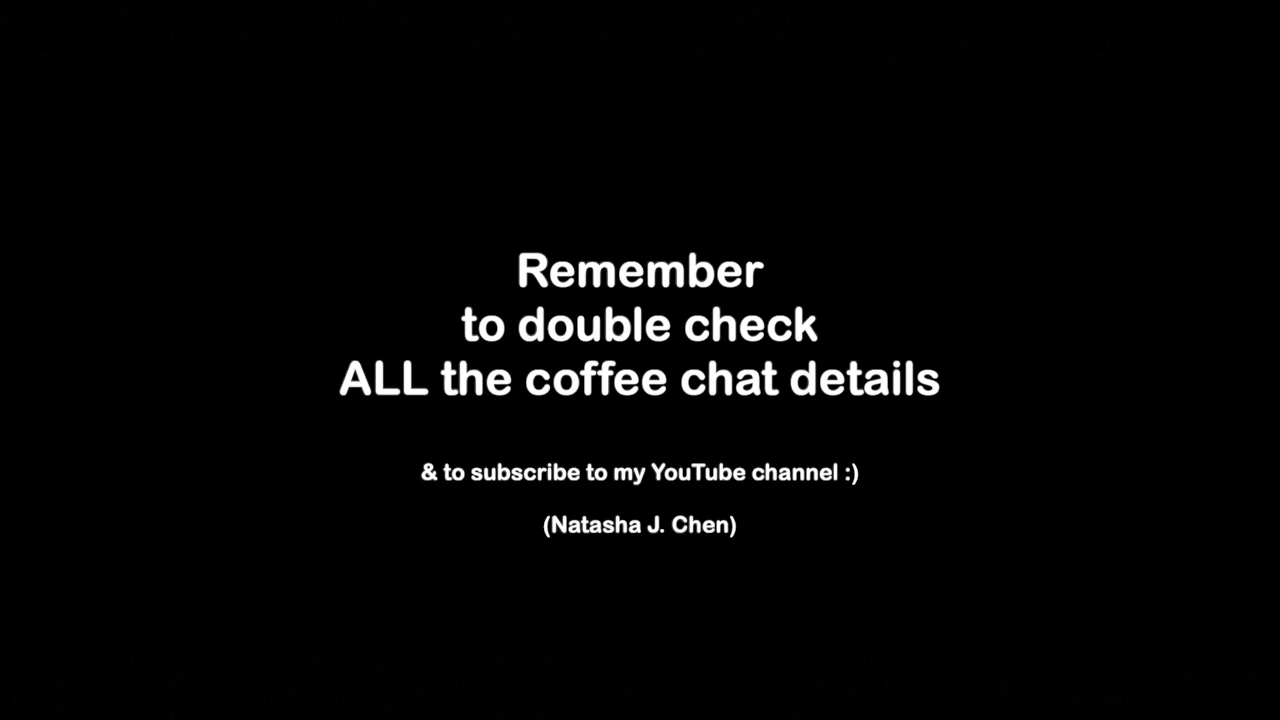 Remember
to double check
ALL the coffee chat details
& to subscribe to my YouTube channel :)
(Natasha J. Chen)